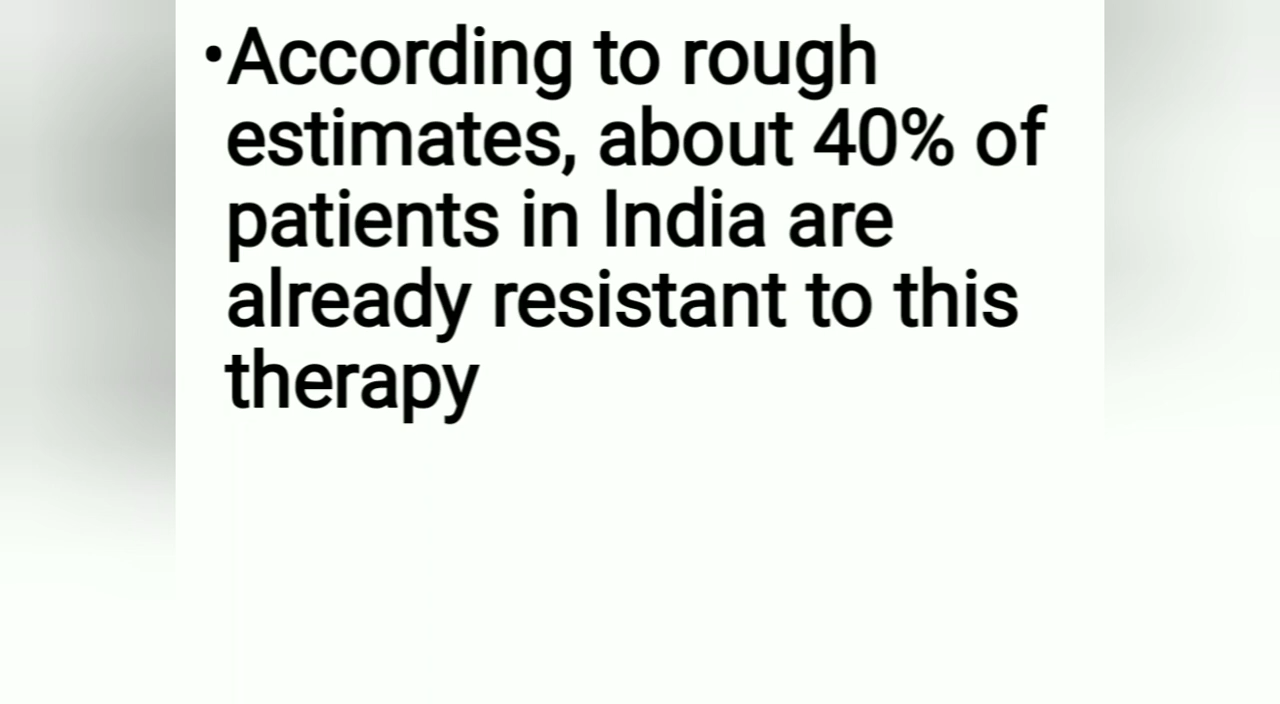 •According to rough
estimates, about 40% of
patients in India are
already resistant to this
therapy